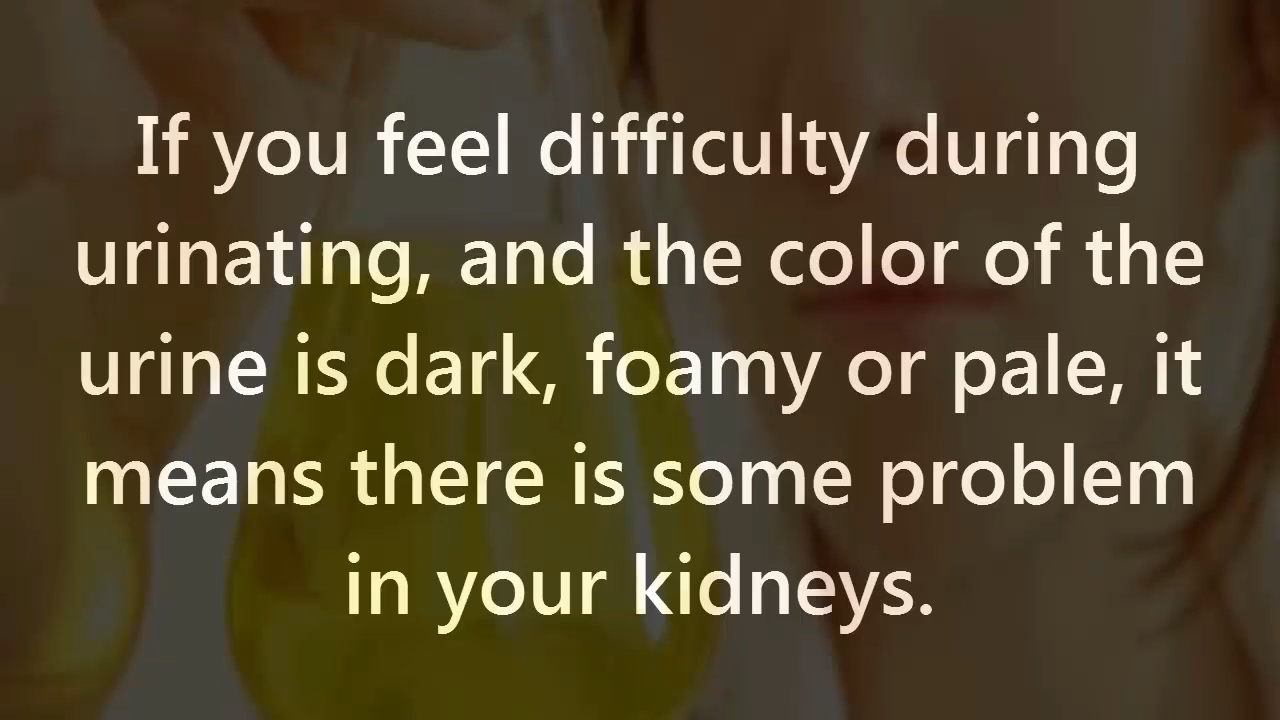 If you feel difficulty during
urinating, and the color of the
urine is dark, foamy or pale, it
means there is some problem
in your kidneys.